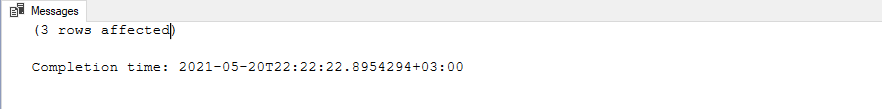 Messages
(3 rows affected)
Completion time: 2021-05-20T22:22:22.8954294+03:00